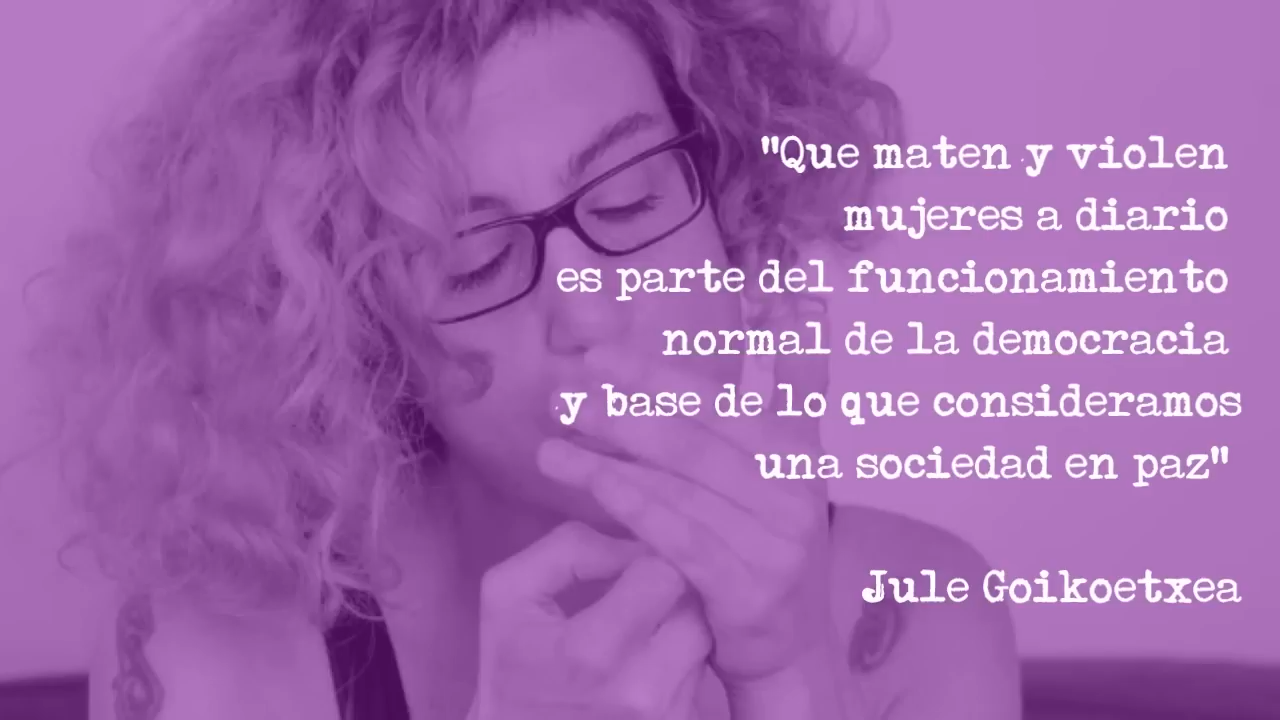 "Que maten y violen
mujeres a diario
es parte del funcionamiento
normal de la democracia
y base de lo que consideramos
una sociedad en paz"
Jule Goikoetxea